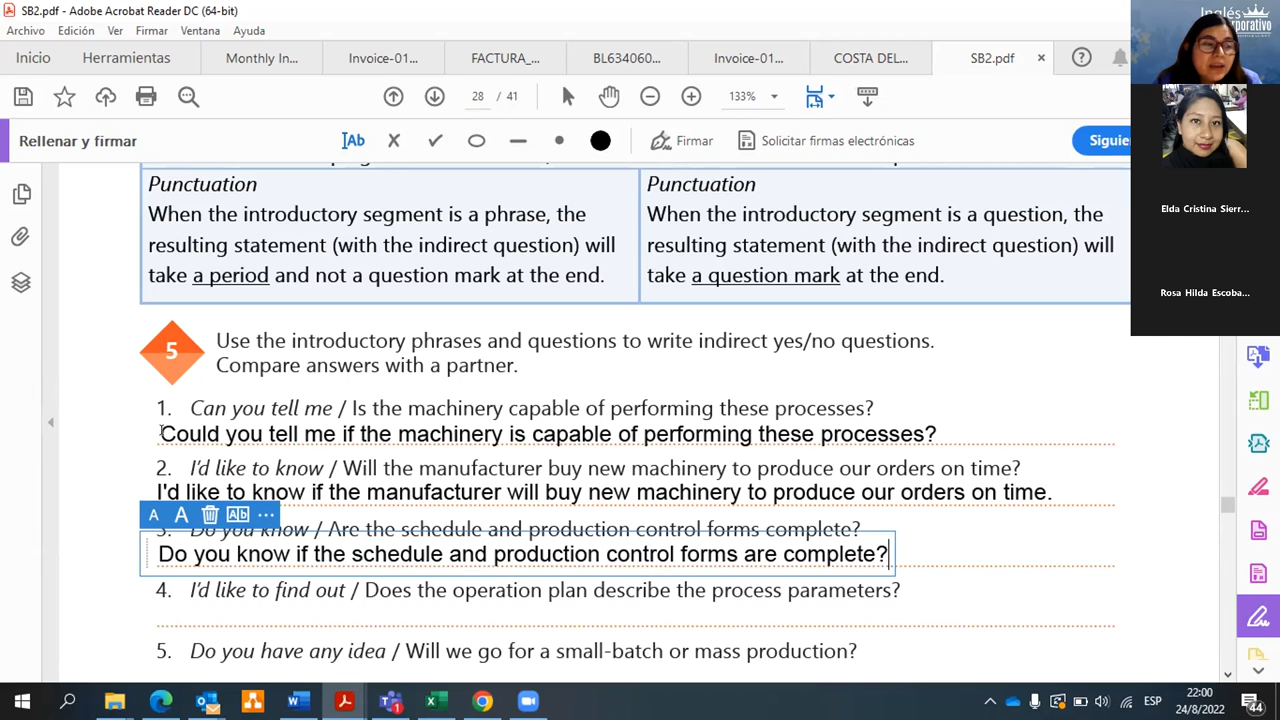 SB2.pdf - Adobe Acrobat Reader DC (64-bit)
Archivo Edición Ver Firmar Ventana Ayuda
Inicio Herramientas Monthly In... Invoice-01... FACTURA_... BL634060... Invoice-01... COSTA DEL... SB2.pdf
28 / 41 133%
Rellenar y firmar Ab Firmar Solicitar firmas electrónicas Siguie
Inglés
orporativo
Elda Cristina Sierr...
Rosa Hilda Escoba...
Punctuation
When the introductory segment is a phrase, the
resulting statement (with the indirect question) will
take a period and not a question mark at the end.
Punctuation
When the introductory segment is a question, the
resulting statement (with the indirect question) will
take a question mark at the end.
5 Use the introductory phrases and questions to write indirect yes/no questions.
Compare answers with a partner.
1. Can you tell me / Is the machinery capable of performing these processes?
Could you tell me if the machinery is capable of performing these processes?
2. I'd like to know / Will the manufacturer buy new machinery to produce our orders on time?
I'd like to know if the manufacturer will buy new machinery to produce our orders on time.
A A Ab ...
3. Do you know / Are the schedule and production control forms complete?
Do you know if the schedule and production control forms are complete?
4. I'd like to find out / Does the operation plan describe the process parameters?
5. Do you have any idea / Will we go for a small-batch or mass production?
ESP
22:00
24/8/2022
44